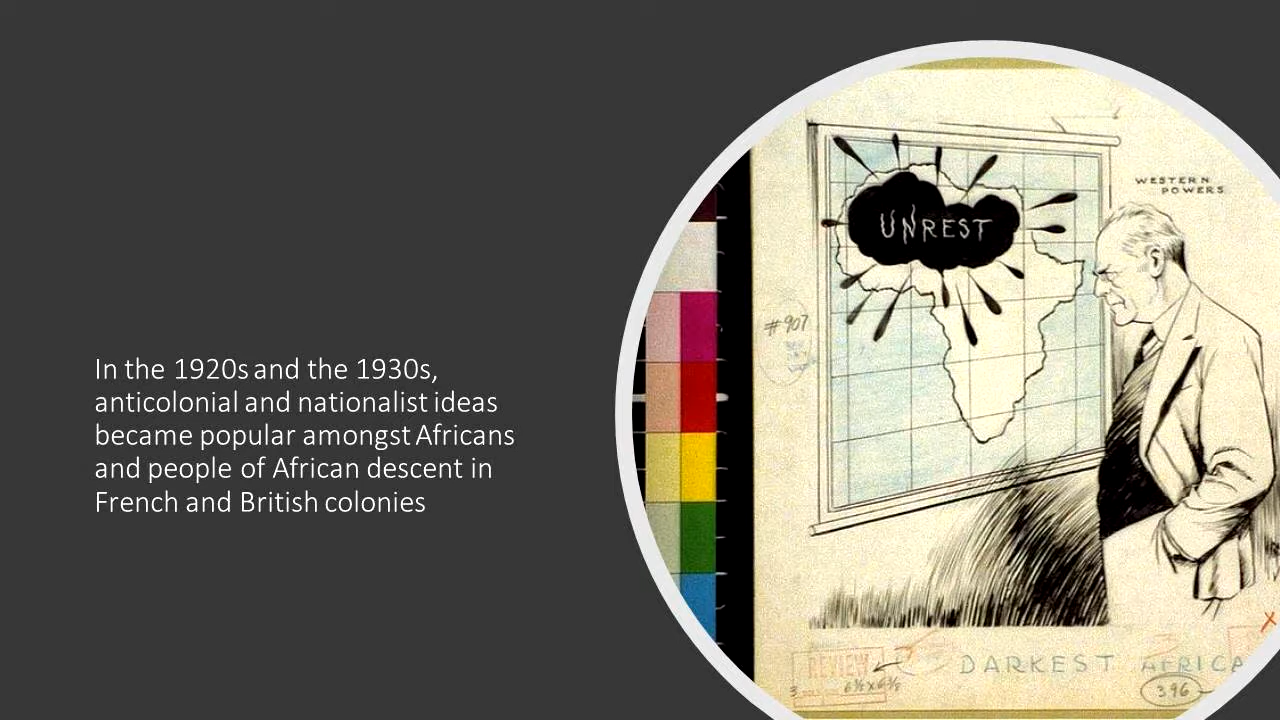 In the 1920s and the 1930s,
anticolonial and nationalist ideas
became popular amongst Africans
and people of African descent in
French and British colonies
UNREST
WESTERN
POWERS
#907
REVIEW
DARKEST AFRICA
396